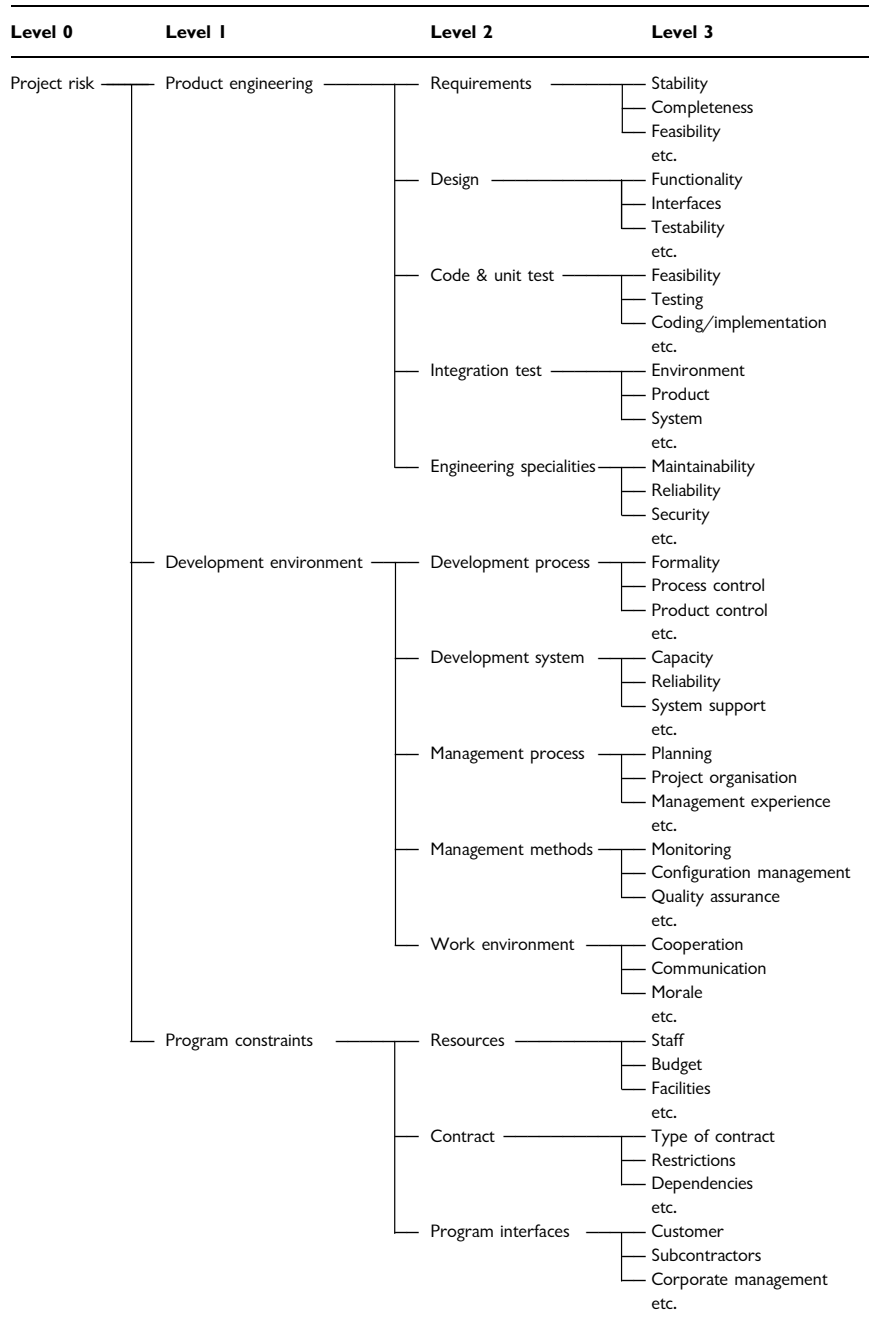 Level 0 Level 1 Level 2 Level 3
Project risk Product engineering Requirements Stability
Completeness
Feasibility
etc.
Design Functionality
Interfaces
Testability
etc.
Code & unit test Feasibility
Testing
Coding/implementation
etc.
Integration test Environment
Product
System
etc.
Engineering specialities Maintainability
Reliability
Security
etc.
Development environment Development process Formality
Process control
Product control
etc.
Development system Capacity
Reliability
System support
etc.
Management process Planning
Project organisation
Management experience
etc.
Management methods Monitoring
Configuration management
Quality assurance
etc.
Work environment Cooperation
Communication
Morale
etc.
Program constraints Resources Staff
Budget
Facilities
etc.
Contract Type of contract
Restrictions
Dependencies
etc.
Program interfaces Customer
Subcontractors
Corporate management
etc.